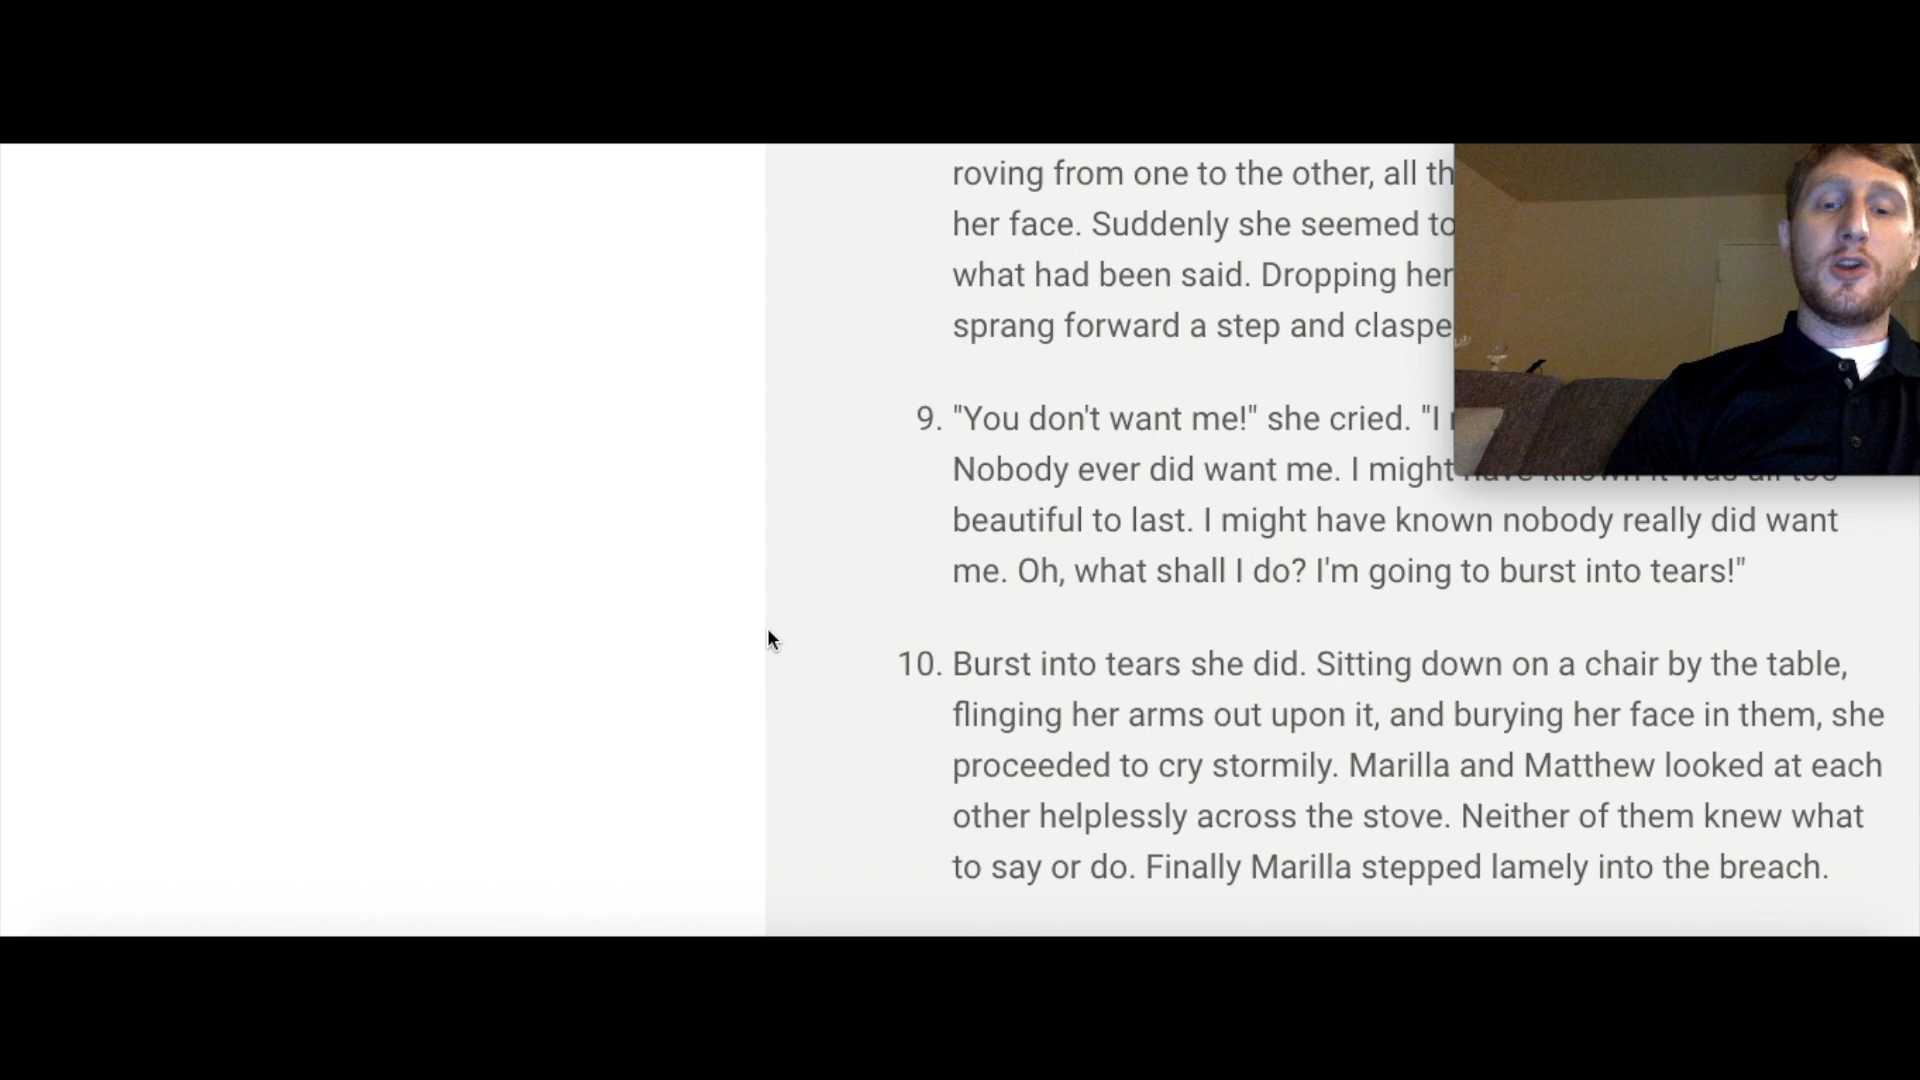 roving from one to the other, all th
her face. Suddenly she seemed to
what had been said. Dropping her
sprang forward a step and claspe
9. "You don't want me!" she cried. "I
Nobody ever did want me. I might have known it was all too
beautiful to last. I might have known nobody really did want
me. Oh, what shall I do? I'm going to burst into tears!"
10. Burst into tears she did. Sitting down on a chair by the table,
flinging her arms out upon it, and burying her face in them, she
proceeded to cry stormily. Marilla and Matthew looked at each
other helplessly across the stove. Neither of them knew what
to say or do. Finally Marilla stepped lamely into the breach.